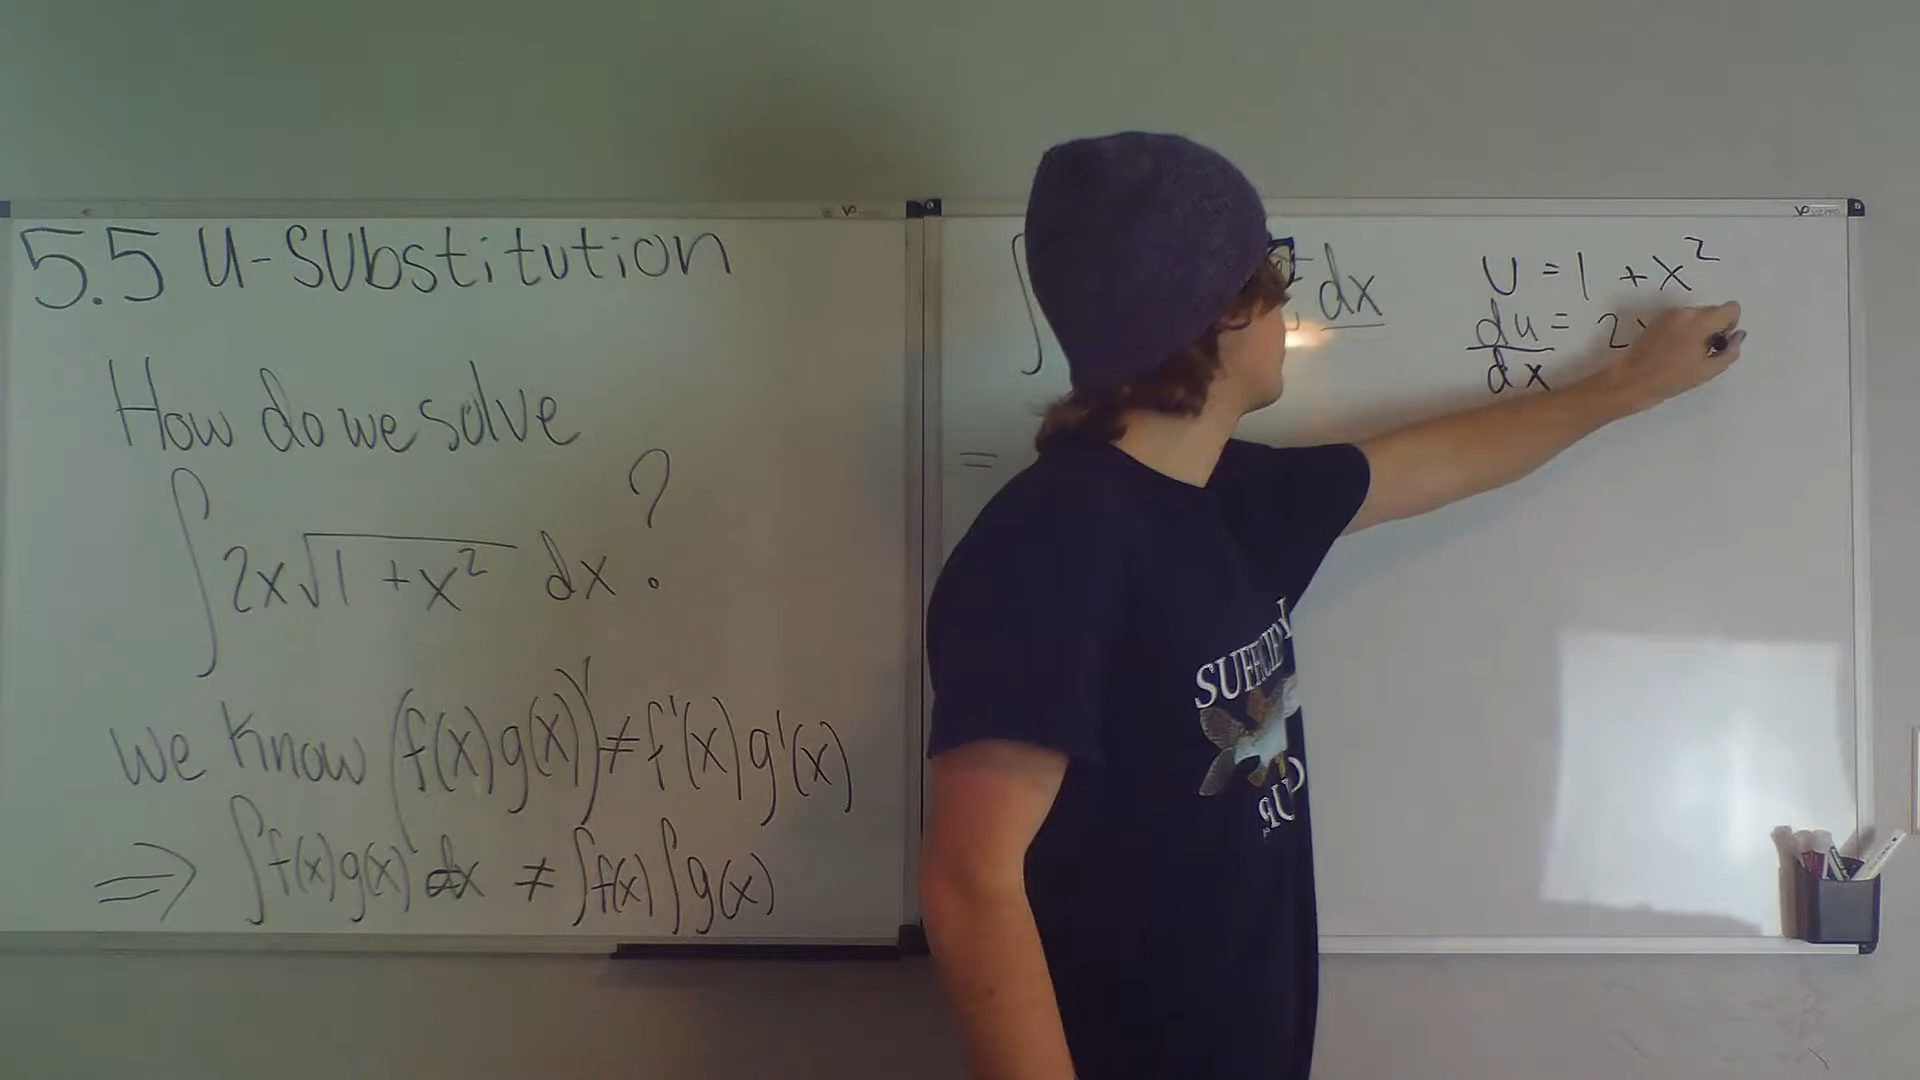 5.5 U-Substitution
How do we solve
∫2x√(1+x²) dx ?
we know (f(x)g(x))' ≠ f'(x)g'(x)
⇒ ∫f(x)g(x) dx ≠ ∫f(x)∫g(x)
∫ dx
=
U = 1 + x²
du/dx = 2x